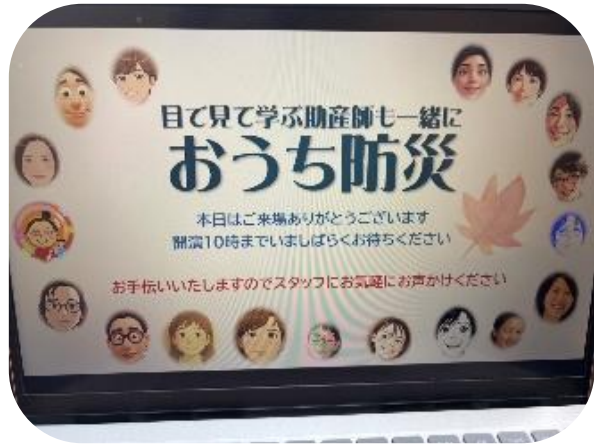 目で見て学ぶ助産師も一緒に
おうち防災
本日はご来場ありがとうございます
開演10時までいましばらくお待ちください
お手伝いいたしますのでスタッフにお気軽にお声かけください